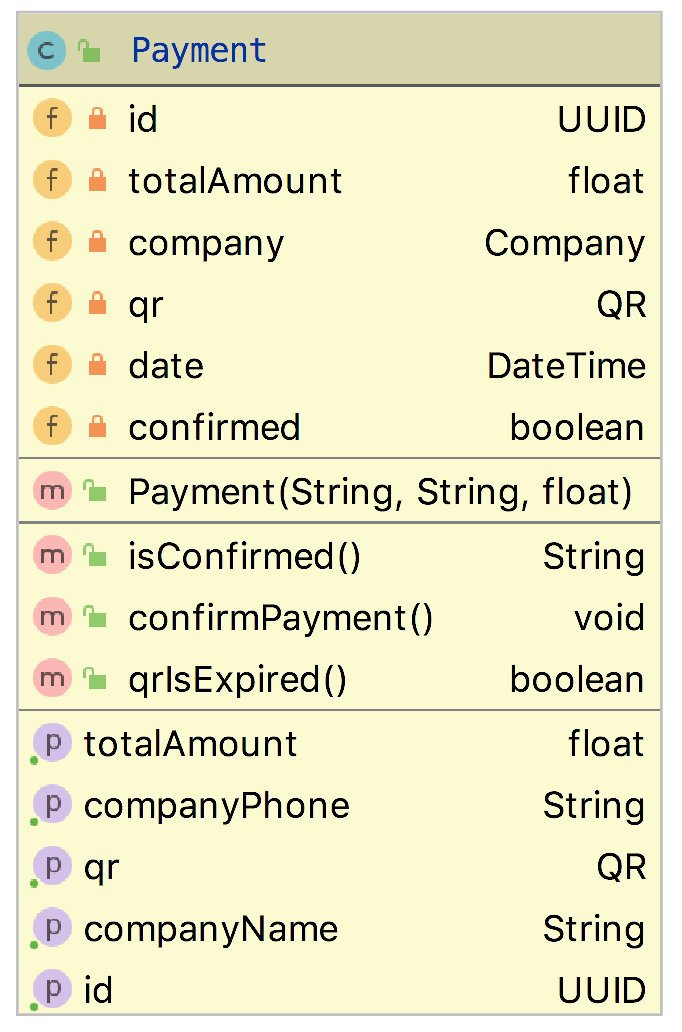 C Payment
f id UUID
f totalAmount float
f company Company
f qr QR
f date DateTime
f confirmed boolean
m Payment(String, String, float)
m isConfirmed() String
m confirmPayment() void
m qrIsExpired() boolean
p totalAmount float
p companyPhone String
p qr QR
p companyName String
p id UUID